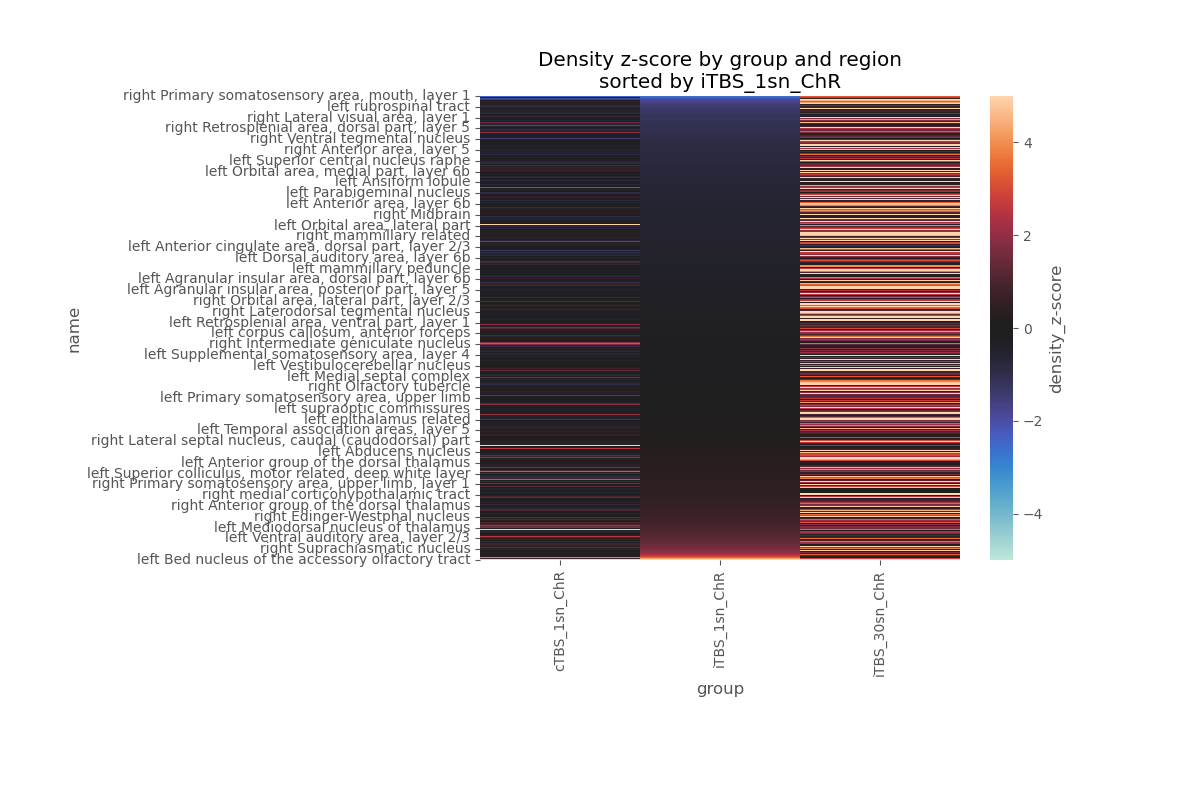 Density z-score by group and region
sorted by iTBS_1sn_ChR
right Primary somatosensory area, mouth, layer 1
left rubrospinal tract
right Lateral visual area, layer 1
right Retrosplenial area, dorsal part, layer 5
right Ventral tegmental nucleus
right Anterior area, layer 5
left Superior central nucleus raphe
left Orbital area, medial part, layer 6b
left Ansiform lobule
left Parabigeminal nucleus
left Anterior area, layer 6b
right Midbrain
left Orbital area, lateral part
right mammillary related
left Anterior cingulate area, dorsal part, layer 2/3
left Dorsal auditory area, layer 6b
left mammillary peduncle
left Agranular insular area, dorsal part, layer 6b
left Agranular insular area, posterior part, layer 5
right Orbital area, lateral part, layer 2/3
right Laterodorsal tegmental nucleus
left Retrosplenial area, ventral part, layer 1
left corpus callosum, anterior forceps
right Intermediate geniculate nucleus
left Supplemental somatosensory area, layer 4
left Vestibulocerebellar nucleus
left Medial septal complex
right Olfactory tubercle
left Primary somatosensory area, upper limb
left supraoptic commissures
left epithalamus related
left Temporal association areas, layer 5
right Lateral septal nucleus, caudal (caudodorsal) part
left Abducens nucleus
left Anterior group of the dorsal thalamus
left Superior colliculus, motor related, deep white layer
right Primary somatosensory area, upper limb, layer 1
right medial corticohypothalamic tract
right Anterior group of the dorsal thalamus
right Edinger-Westphal nucleus
left Mediodorsal nucleus of thalamus
left Ventral auditory area, layer 2/3
right Suprachiasmatic nucleus
left Bed nucleus of the accessory olfactory tract
name
cTBS_1sn_ChR
iTBS_1sn_ChR
iTBS_30sn_ChR
group
4
2
0
−2
−4
density_z-score